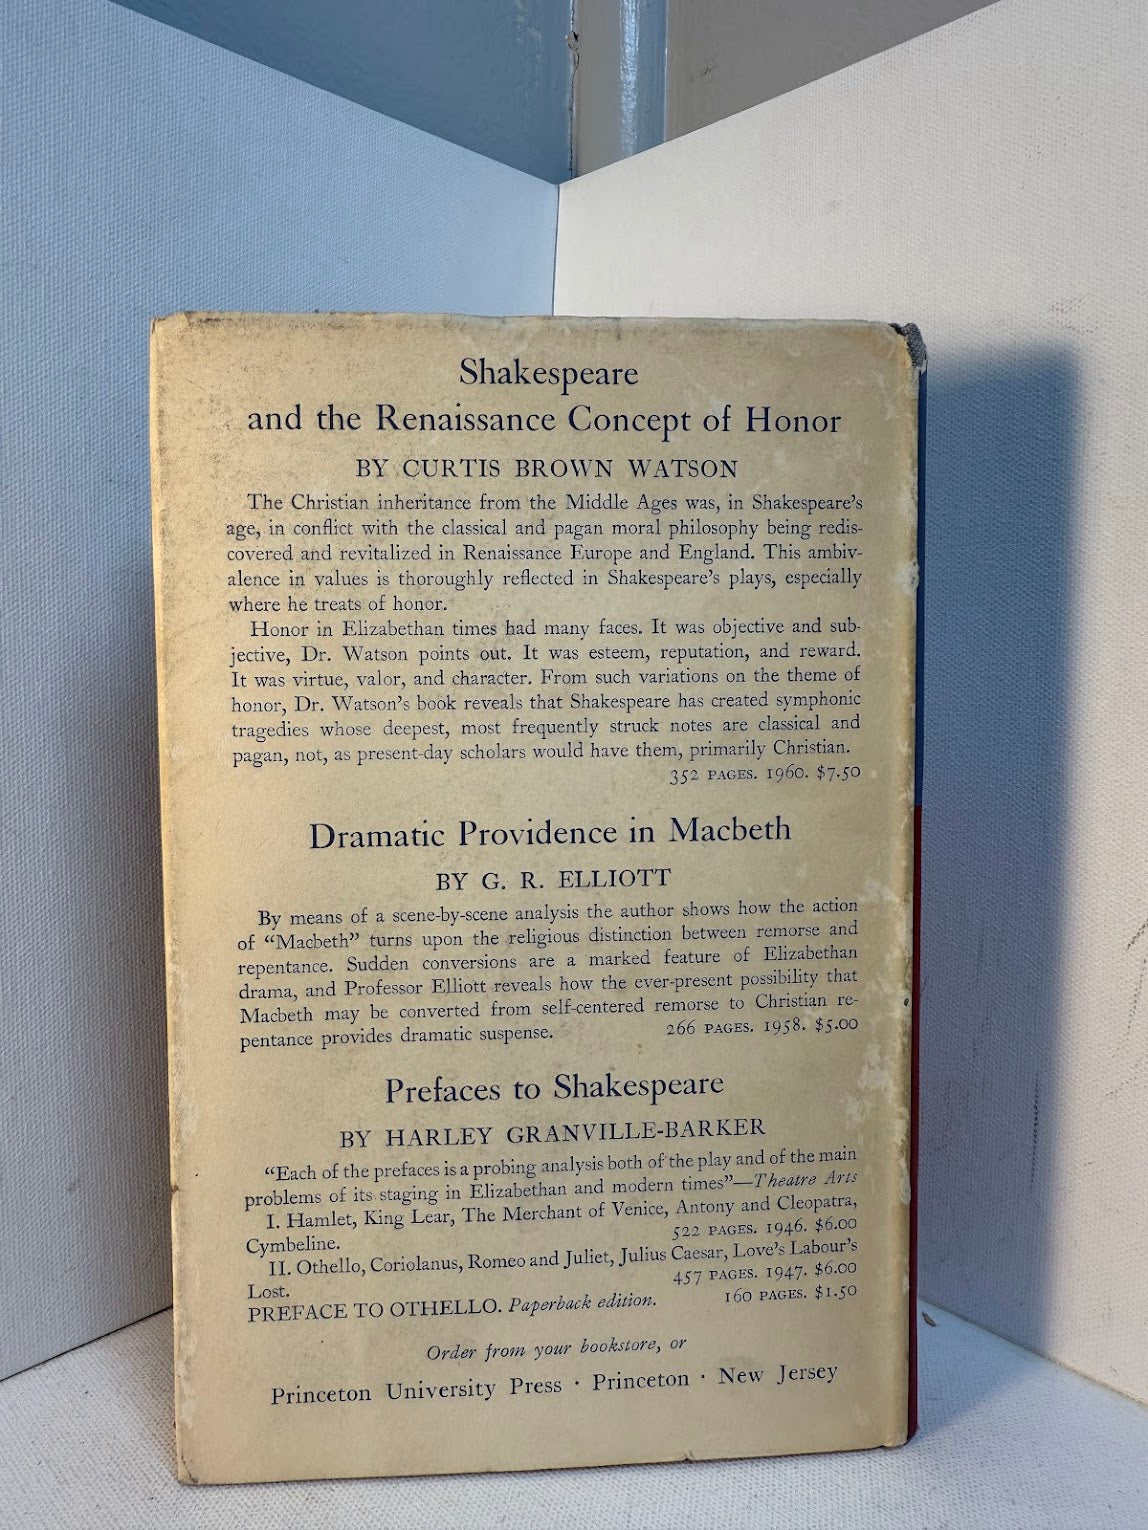 Shakespeare
and the Renaissance Concept of Honor
BY CURTIS BROWN WATSON
The Christian inheritance from the Middle Ages was, in Shakespeare's
age, in conflict with the classical and pagan moral philosophy being redis-
covered and revitalized in Renaissance Europe and England. This ambiv-
alence in values is thoroughly reflected in Shakespeare's plays, especially
where he treats of honor.
Honor in Elizabethan times had many faces. It was objective and sub-
jective, Dr. Watson points out. It was esteem, reputation, and reward.
It was virtue, valor, and character. From such variations on the theme of
honor, Dr. Watson's book reveals that Shakespeare has created symphonic
tragedies whose deepest, most frequently struck notes are classical and
pagan, not, as present-day scholars would have them, primarily Christian.
352 PAGES. 1960. $7.50
Dramatic Providence in Macbeth
BY G. R. ELLIOTT
By means of a scene-by-scene analysis the author shows how the action
of “Macbeth” turns upon the religious distinction between remorse and
repentance. Sudden conversions are a marked feature of Elizabethan
drama, and Professor Elliott reveals how the ever-present possibility that
Macbeth may be converted from self-centered remorse to Christian re-
pentance provides dramatic suspense. 266 PAGES. 1958. $5.00
Prefaces to Shakespeare
BY HARLEY GRANVILLE-BARKER
“Each of the prefaces is a probing analysis both of the play and of the main
problems of its staging in Elizabethan and modern times”—Theatre Arts
I. Hamlet, King Lear, The Merchant of Venice, Antony and Cleopatra,
Cymbeline. 522 PAGES. 1946. $6.00
II. Othello, Coriolanus, Romeo and Juliet, Julius Caesar, Love's Labour's
Lost. 457 PAGES. 1947. $6.00
PREFACE TO OTHELLO. Paperback edition. 160 PAGES. $1.50
Order from your bookstore, or
Princeton University Press · Princeton · New Jersey